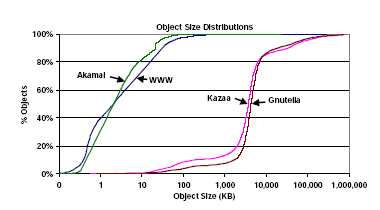 Object Size Distributions
100%
80%
60%
40%
20%
0%
% Objects
Akamai
WWW
Kazaa
Gnutella
0 1 10 100 1,000 10,000 100,000 1,000,000
Object Size (KB)